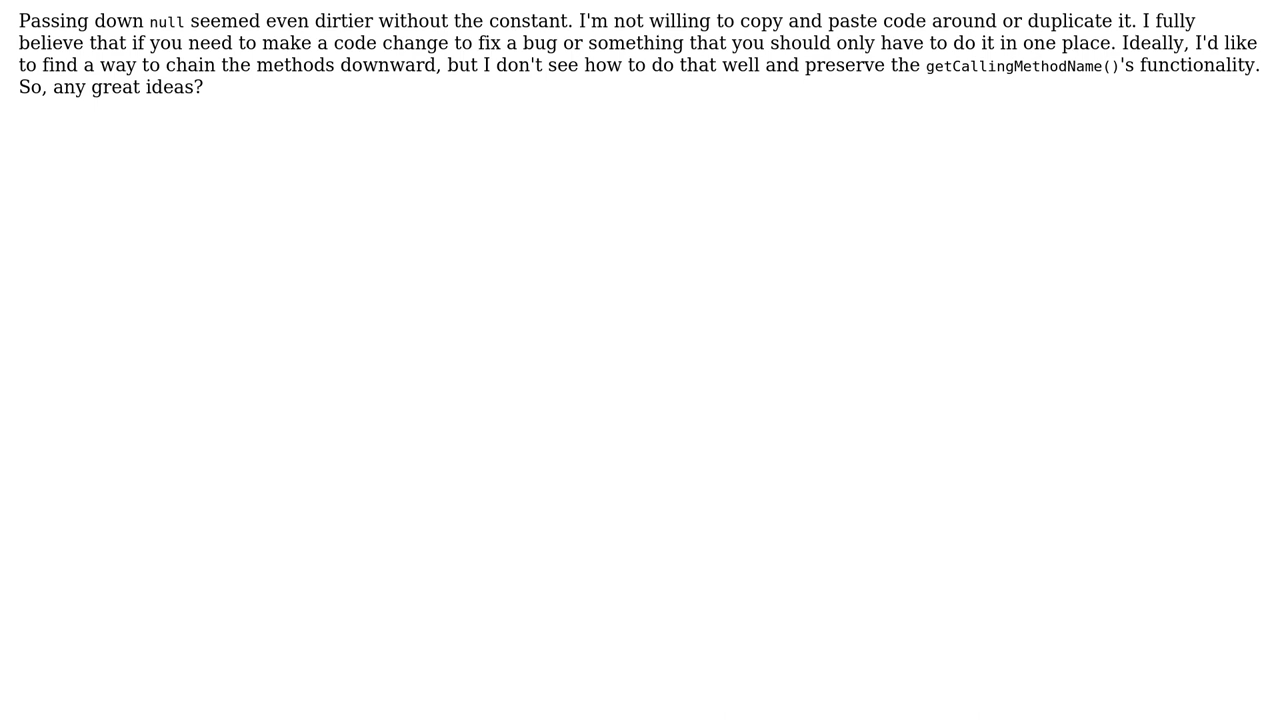 Passing down null seemed even dirtier without the constant. I'm not willing to copy and paste code around or duplicate it. I fully
believe that if you need to make a code change to fix a bug or something that you should only have to do it in one place. Ideally, I'd like
to find a way to chain the methods downward, but I don't see how to do that well and preserve the getCallingMethodName()'s functionality.
So, any great ideas?